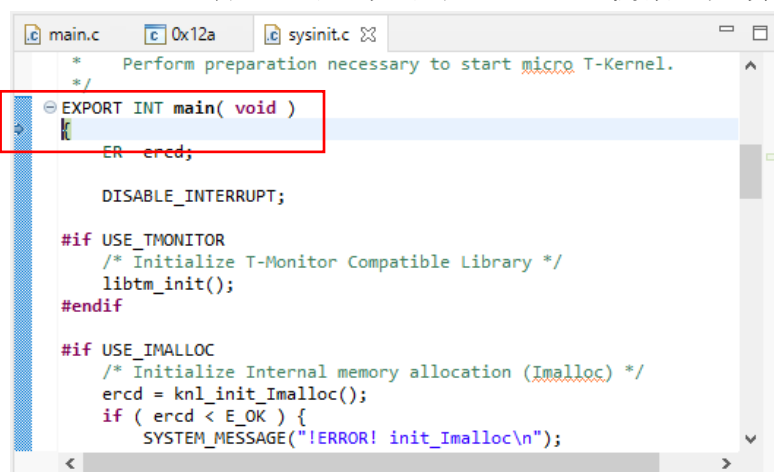 main.c 0x12a sysinit.c
* Perform preparation necessary to start micro T-Kernel.
*/
EXPORT INT main( void )
{
ER ercd;
DISABLE_INTERRUPT;
#if USE_TMONITOR
/* Initialize T-Monitor Compatible Library */
libtm_init();
#endif
#if USE_IMALLOC
/* Initialize Internal memory allocation (Imalloc) */
ercd = knl_init_Imalloc();
if ( ercd < E_OK ) {
SYSTEM_MESSAGE("!ERROR! init_Imalloc\n");